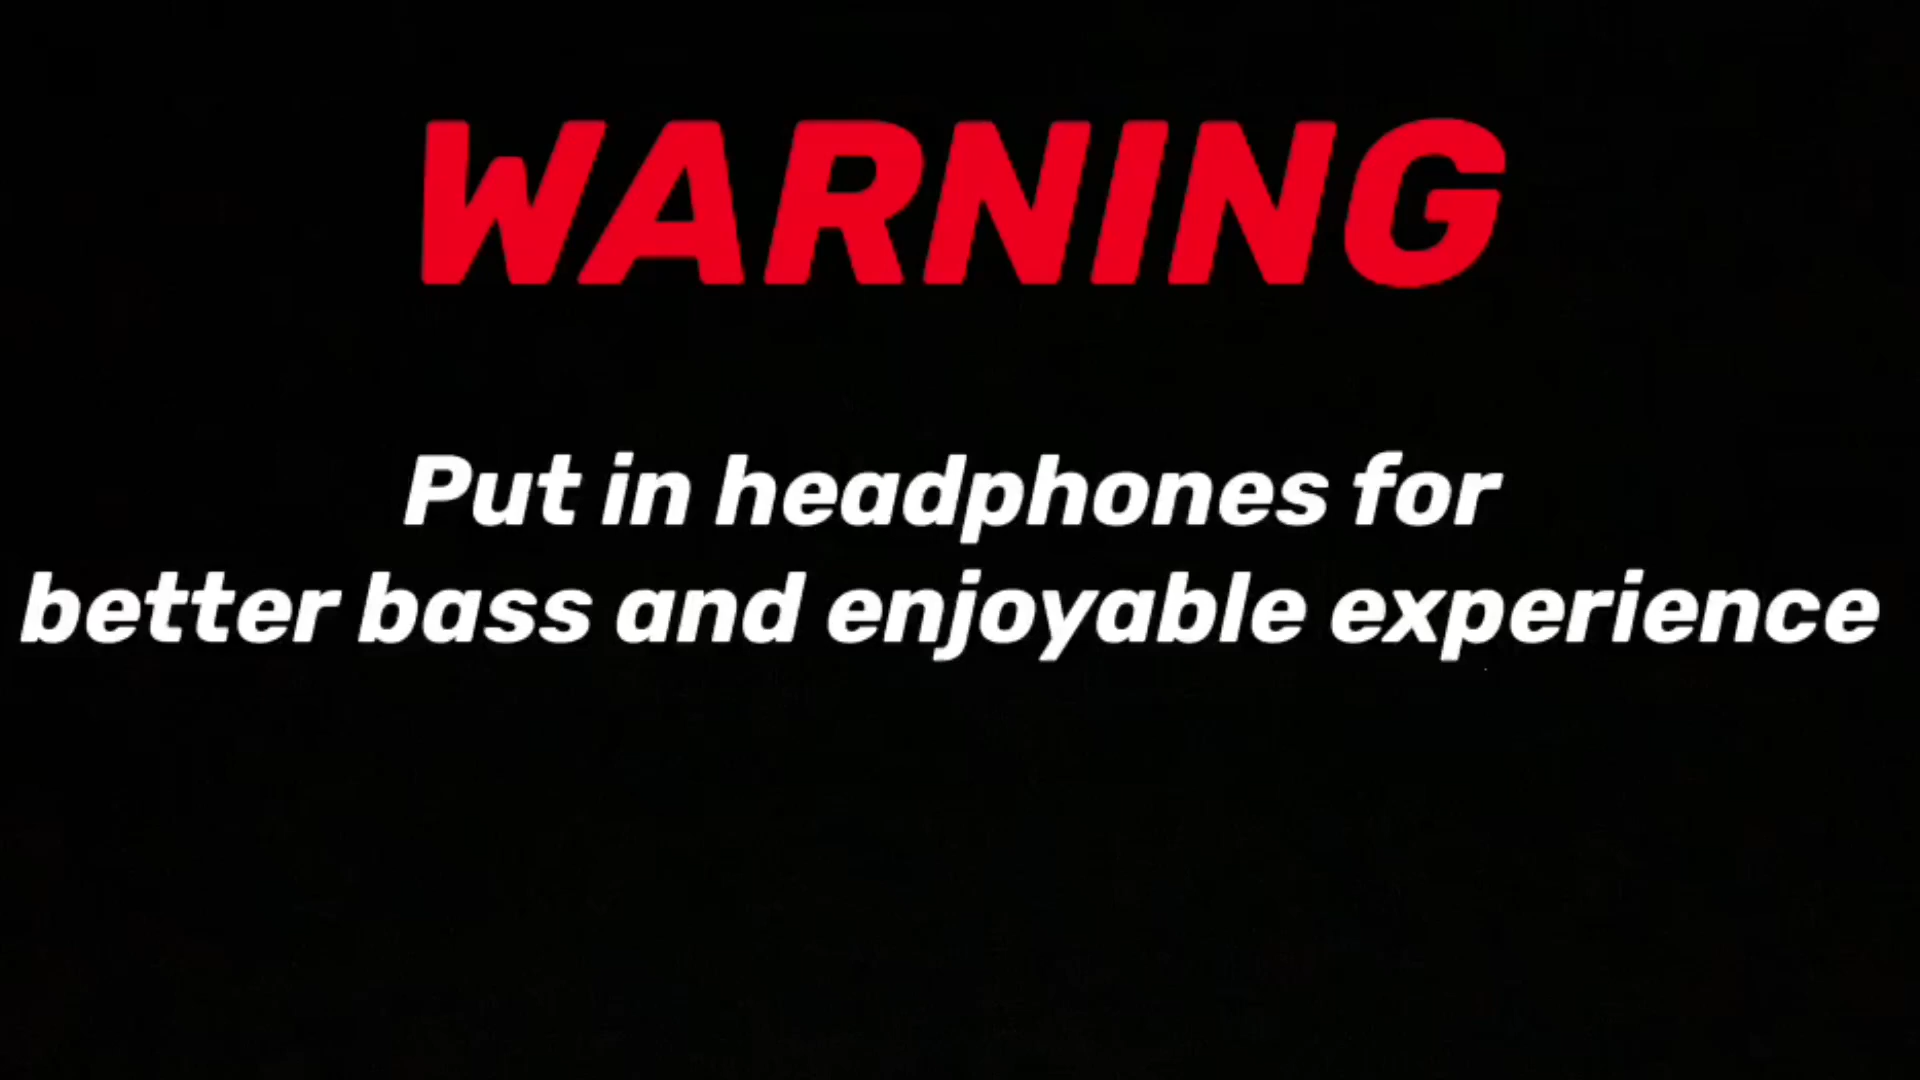 WARNING
Put in headphones for
better bass and enjoyable experience